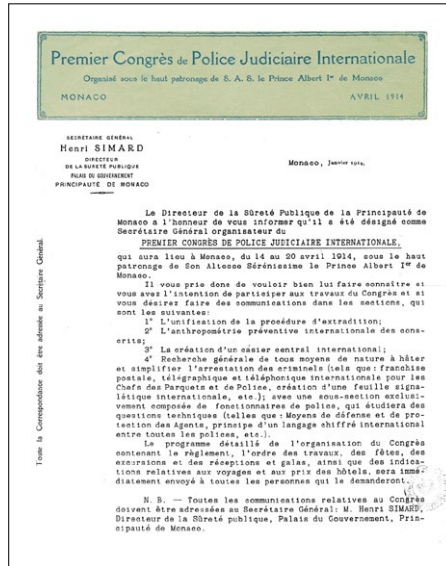 Premier Congrès de Police Judiciaire Internationale
Organisé sous le haut patronage de S. A. S. le Prince Albert Iᵉʳ de Monaco
MONACO
AVRIL 1914
SECRÉTAIRE GÉNÉRAL
Henri SIMARD
DIRECTEUR
DE LA SURETÉ PUBLIQUE
PALAIS DU GOUVERNEMENT
PRINCIPAUTÉ DE MONACO
Monaco, Janvier 1914.
Le Directeur de la Sûreté Publique de la Principauté de
Monaco a l'honneur de vous informer qu'il a été désigné comme
Secrétaire Général organisateur du
PREMIER CONGRÈS DE POLICE JUDICIAIRE INTERNATIONALE,
qui aura lieu à Monaco, du 14 au 20 avril 1914, sous le haut
patronage de Son Altesse Sérénissime le Prince Albert Iᵉʳ de
Monaco.
Il vous prie donc de vouloir bien lui faire connaître si
vous avez l'intention de participer aux travaux du Congrès et si
vous désirez faire des communications dans les sections, qui
sont les suivantes:
1° L'unification de la procédure d'extradition;
2° L'anthropométrie préventive internationale des cons-
crits;
3° La création d'un casier central international;
4° Recherche générale de tous moyens de nature à hâter
et simplifier l'arrestation des criminels (tels que: franchise
postale, télégraphique et téléphonique internationale pour les
Chefs des Parquets et de Police, création d'une feuille signa-
létique internationale, etc.); avec une sous-section exclusi-
vement composée de fonctionnaires de police, qui étudiera des
questions techniques (telles que: Moyens de défense et de pro-
tection des Agents, principe d'un langage chiffré international
entre toutes les polices, etc.).
Le programme détaillé de l'organisation du Congrès
contenant le règlement, l'ordre des travaux, des fêtes, des
excursions et des réceptions et galas, ainsi que des indica-
tions relatives aux voyages et aux prix des hôtels, sera immé-
diatement envoyé à toutes les personnes qui le demanderont.
N. B. — Toutes les communications relatives au Congrès
doivent être adressées au Secrétaire Général: M. Henri SIMARD,
Directeur de la Sûreté publique, Palais du Gouvernement, Prin-
cipauté de Monaco.
Toute la Correspondance doit être adressée au Secrétaire Général.